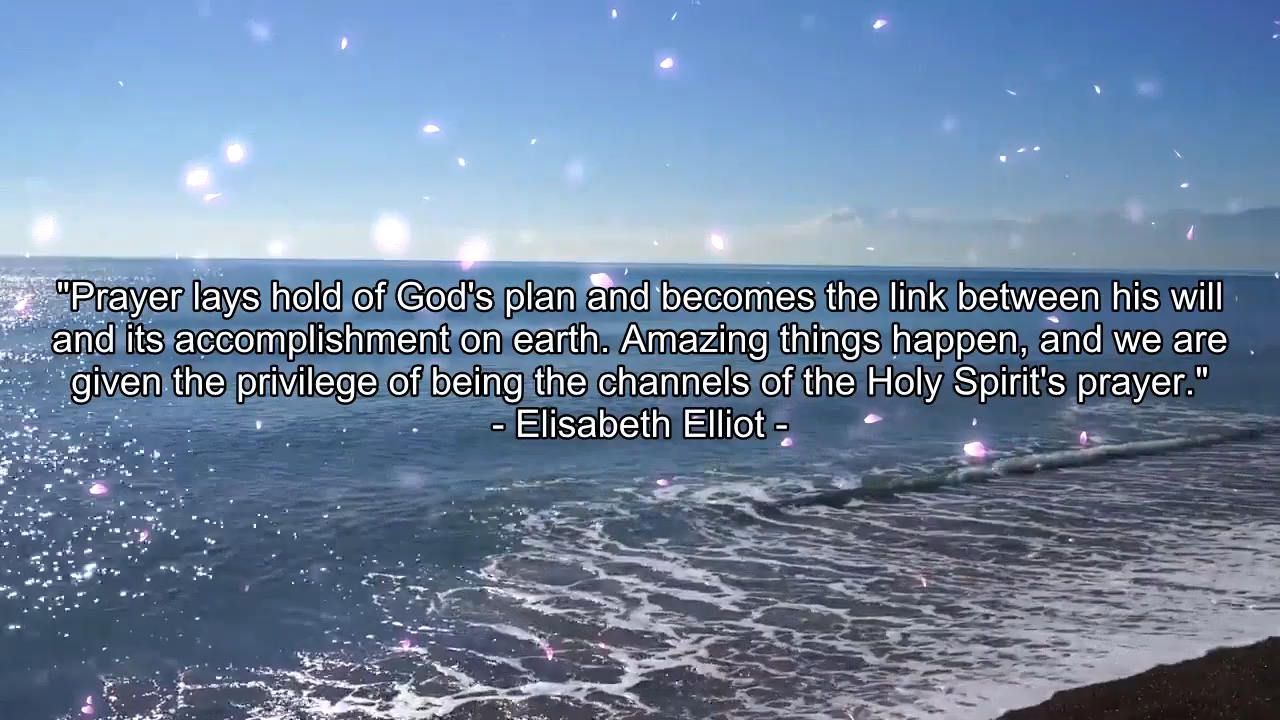 "Prayer lays hold of God's plan and becomes the link between his will
and its accomplishment on earth. Amazing things happen, and we are
given the privilege of being the channels of the Holy Spirit's prayer."
- Elisabeth Elliot -